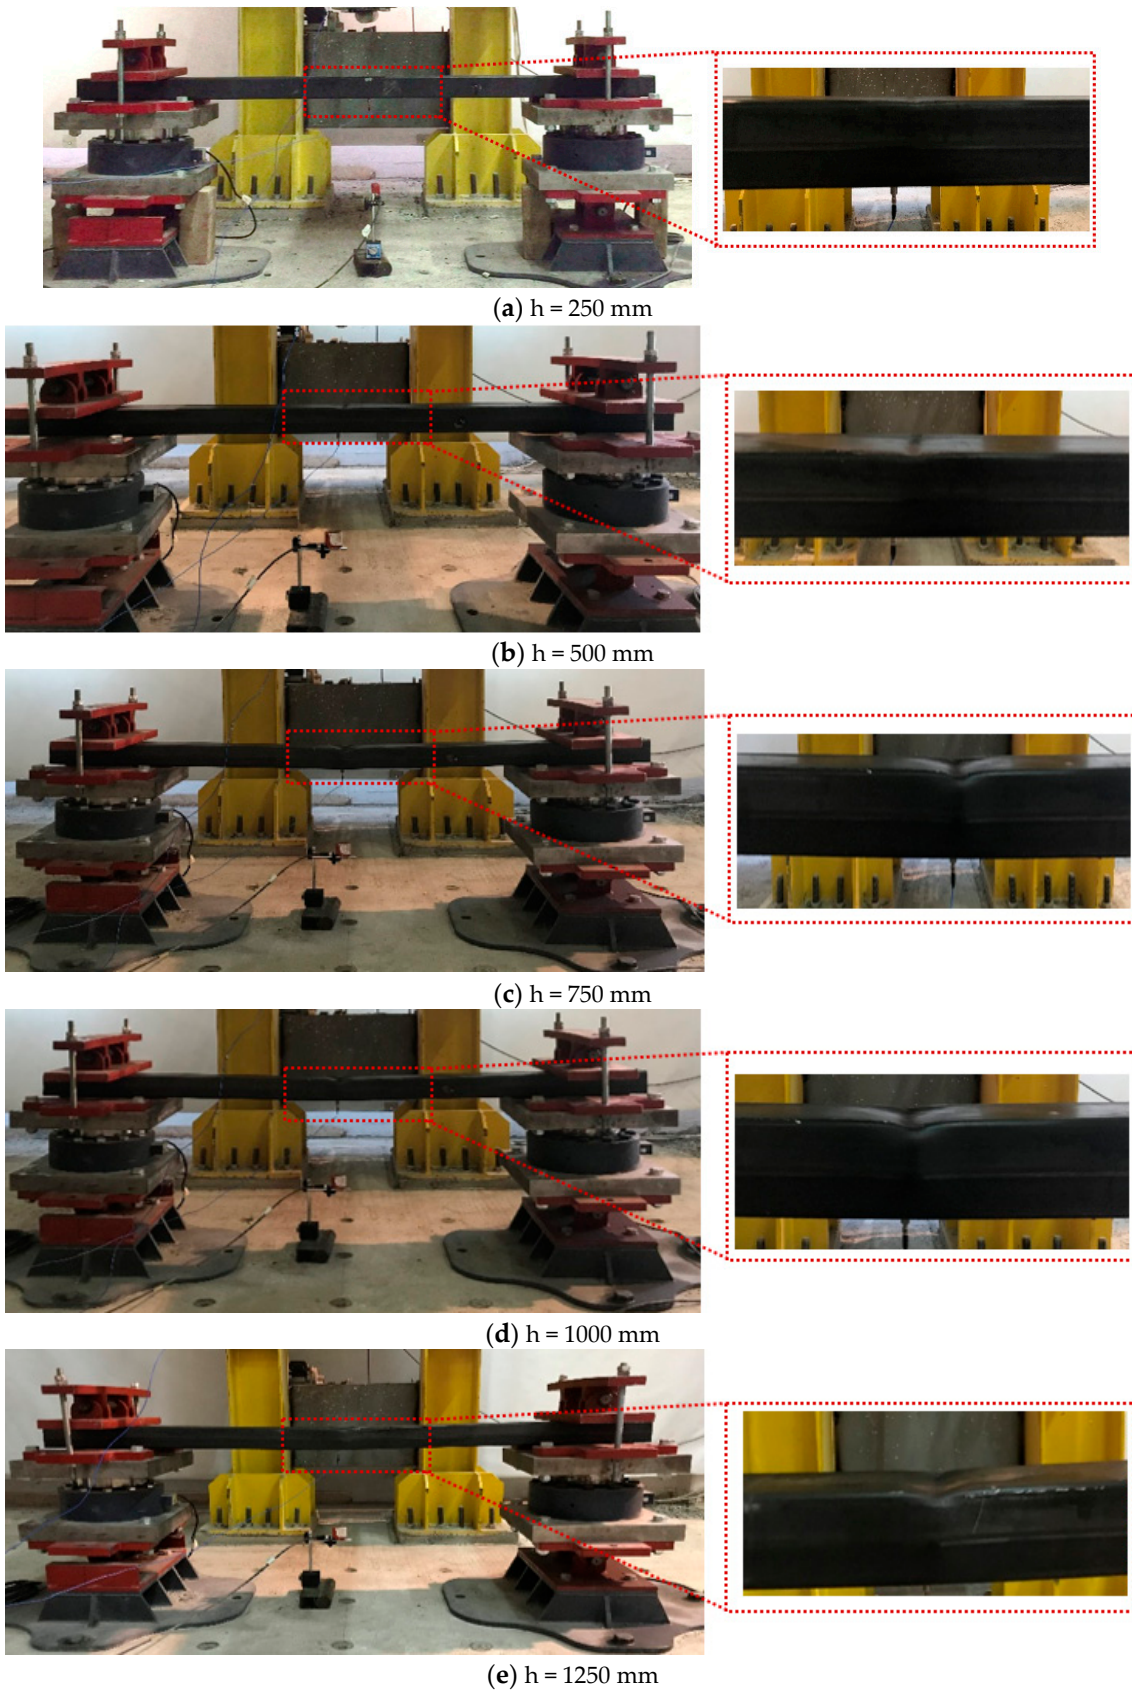 (a) h = 250 mm
(b) h = 500 mm
(c) h = 750 mm
(d) h = 1000 mm
(e) h = 1250 mm